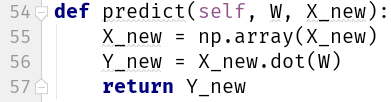 54 def predict(self, W, X_new):
55     X_new = np.array(X_new)
56     Y_new = X_new.dot(W)
57     return Y_new